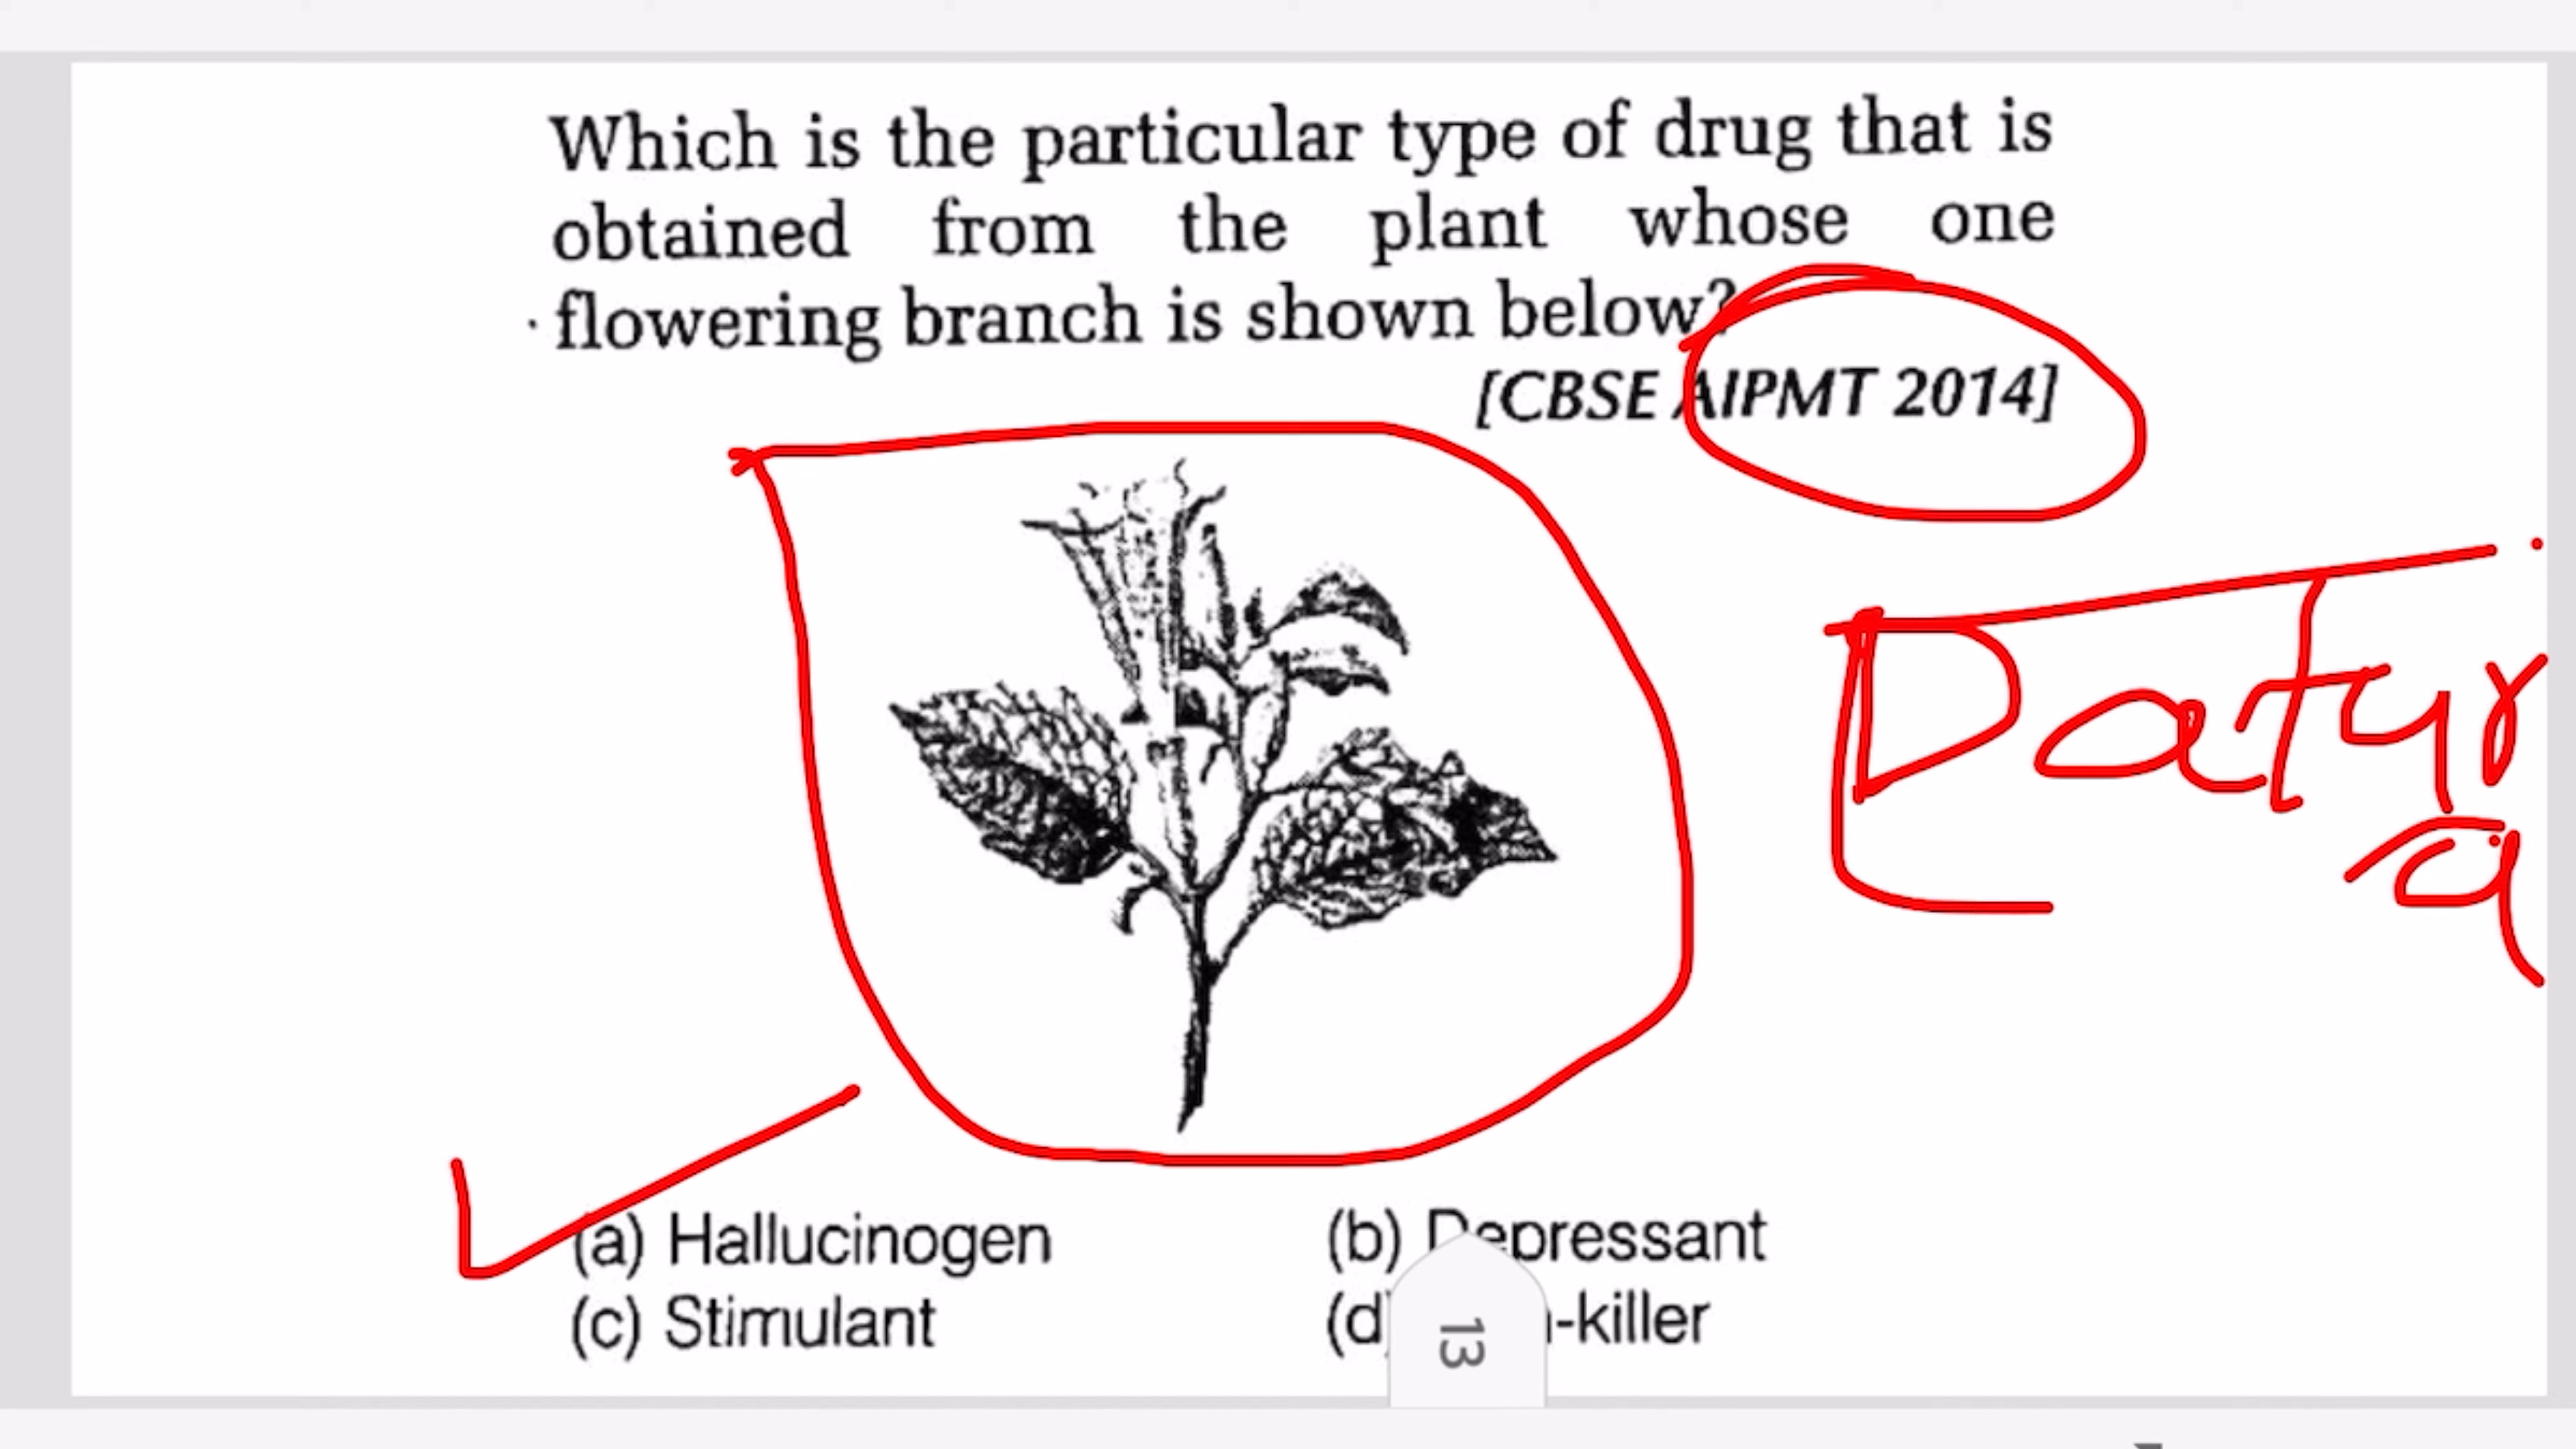 Which is the particular type of drug that is
obtained from the plant whose one
flowering branch is shown below?
[CBSE AIPMT 2014]
Datur
a
(a) Hallucinogen (b) Depressant
(c) Stimulant (d) -killer
13